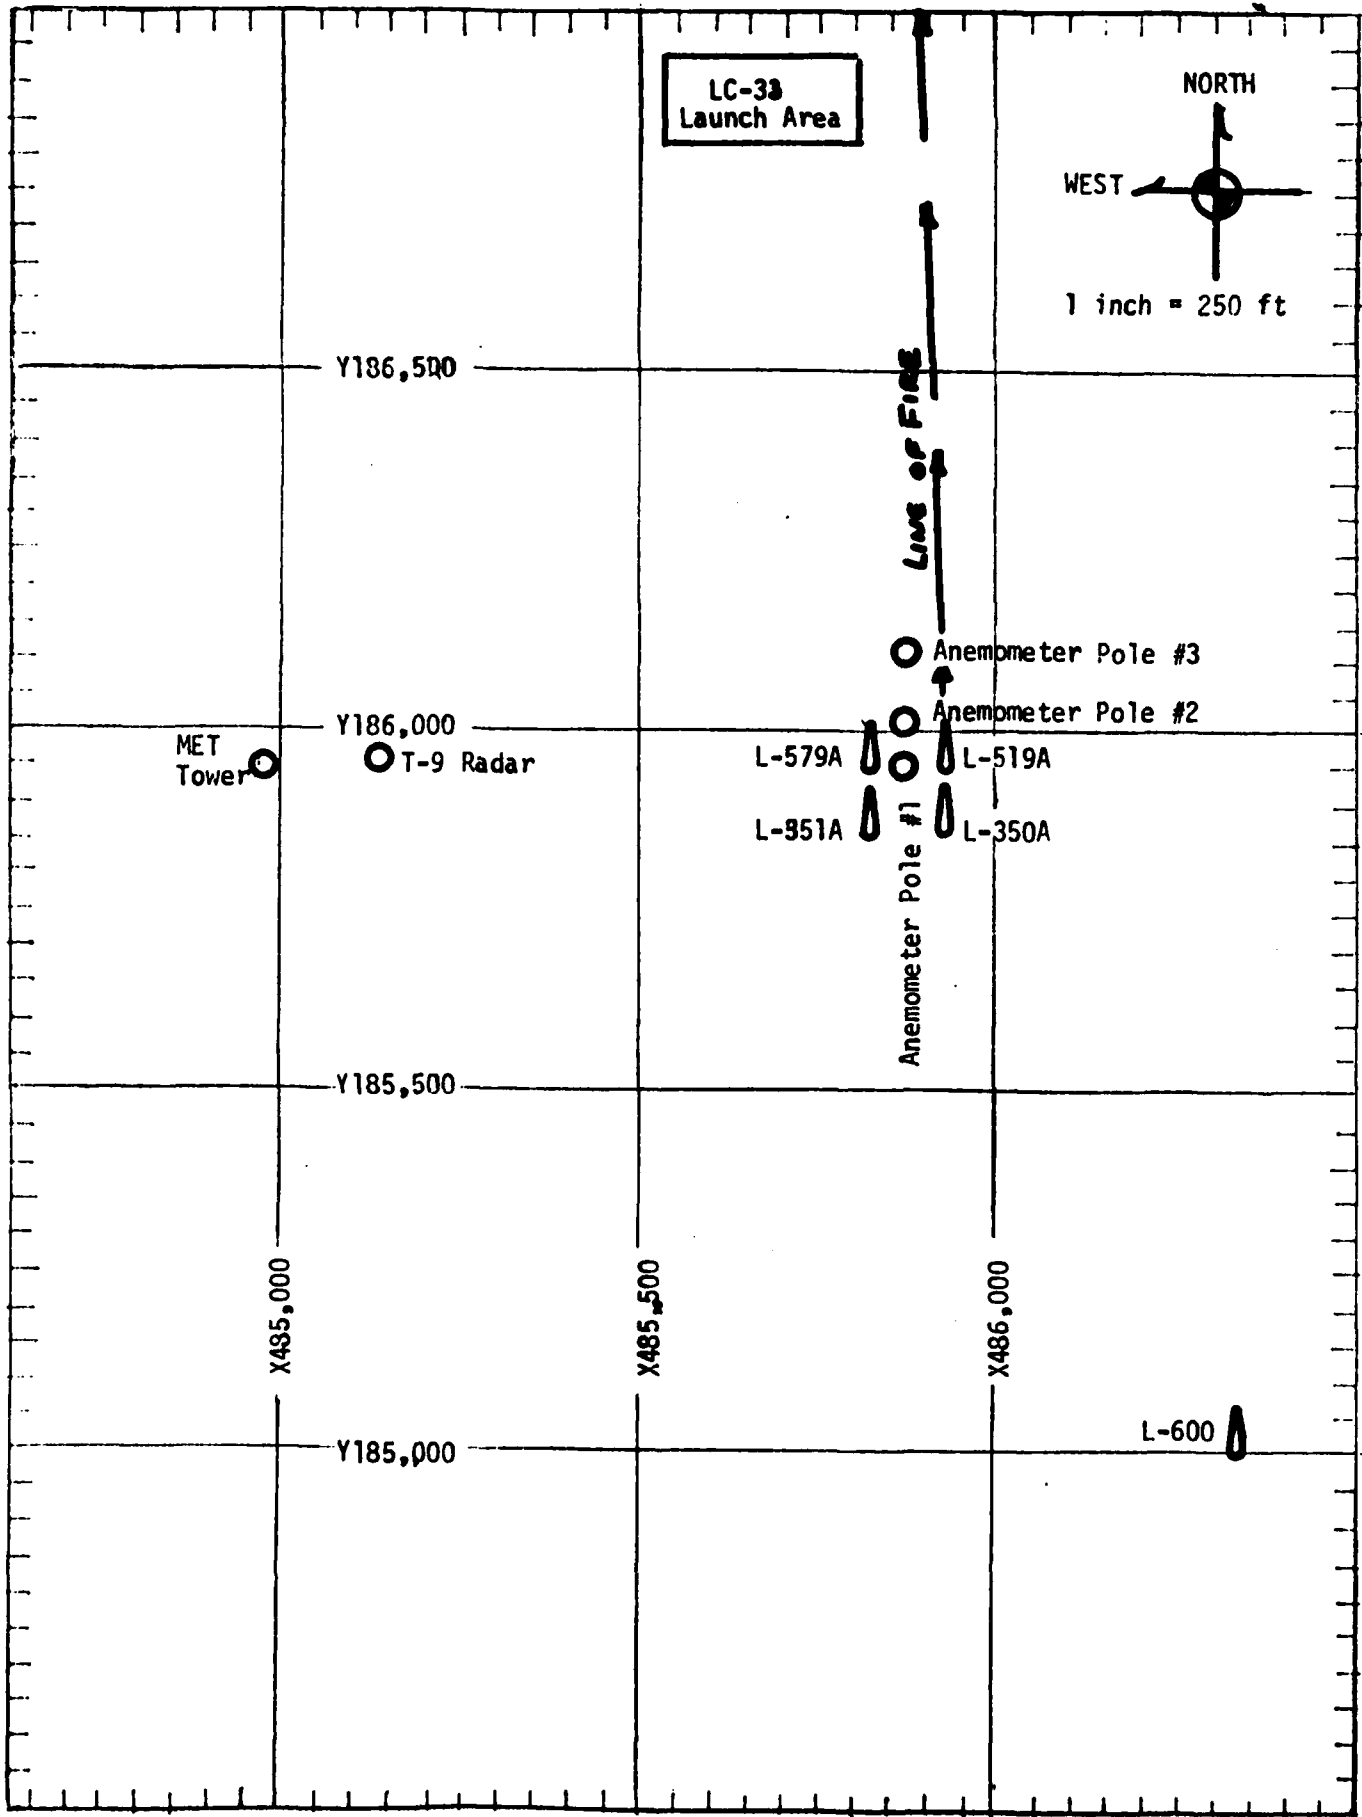 LC-33
Launch Area
NORTH
WEST
1 inch = 250 ft
Y186,500
LINE OF FIRE
Anemometer Pole #3
Y186,000
Anemometer Pole #2
MET
Tower
T-9 Radar
L-579A
L-519A
L-351A
L-350A
Anemometer Pole #1
Y185,500
X485,000
X485,500
X486,000
L-600
Y185,000